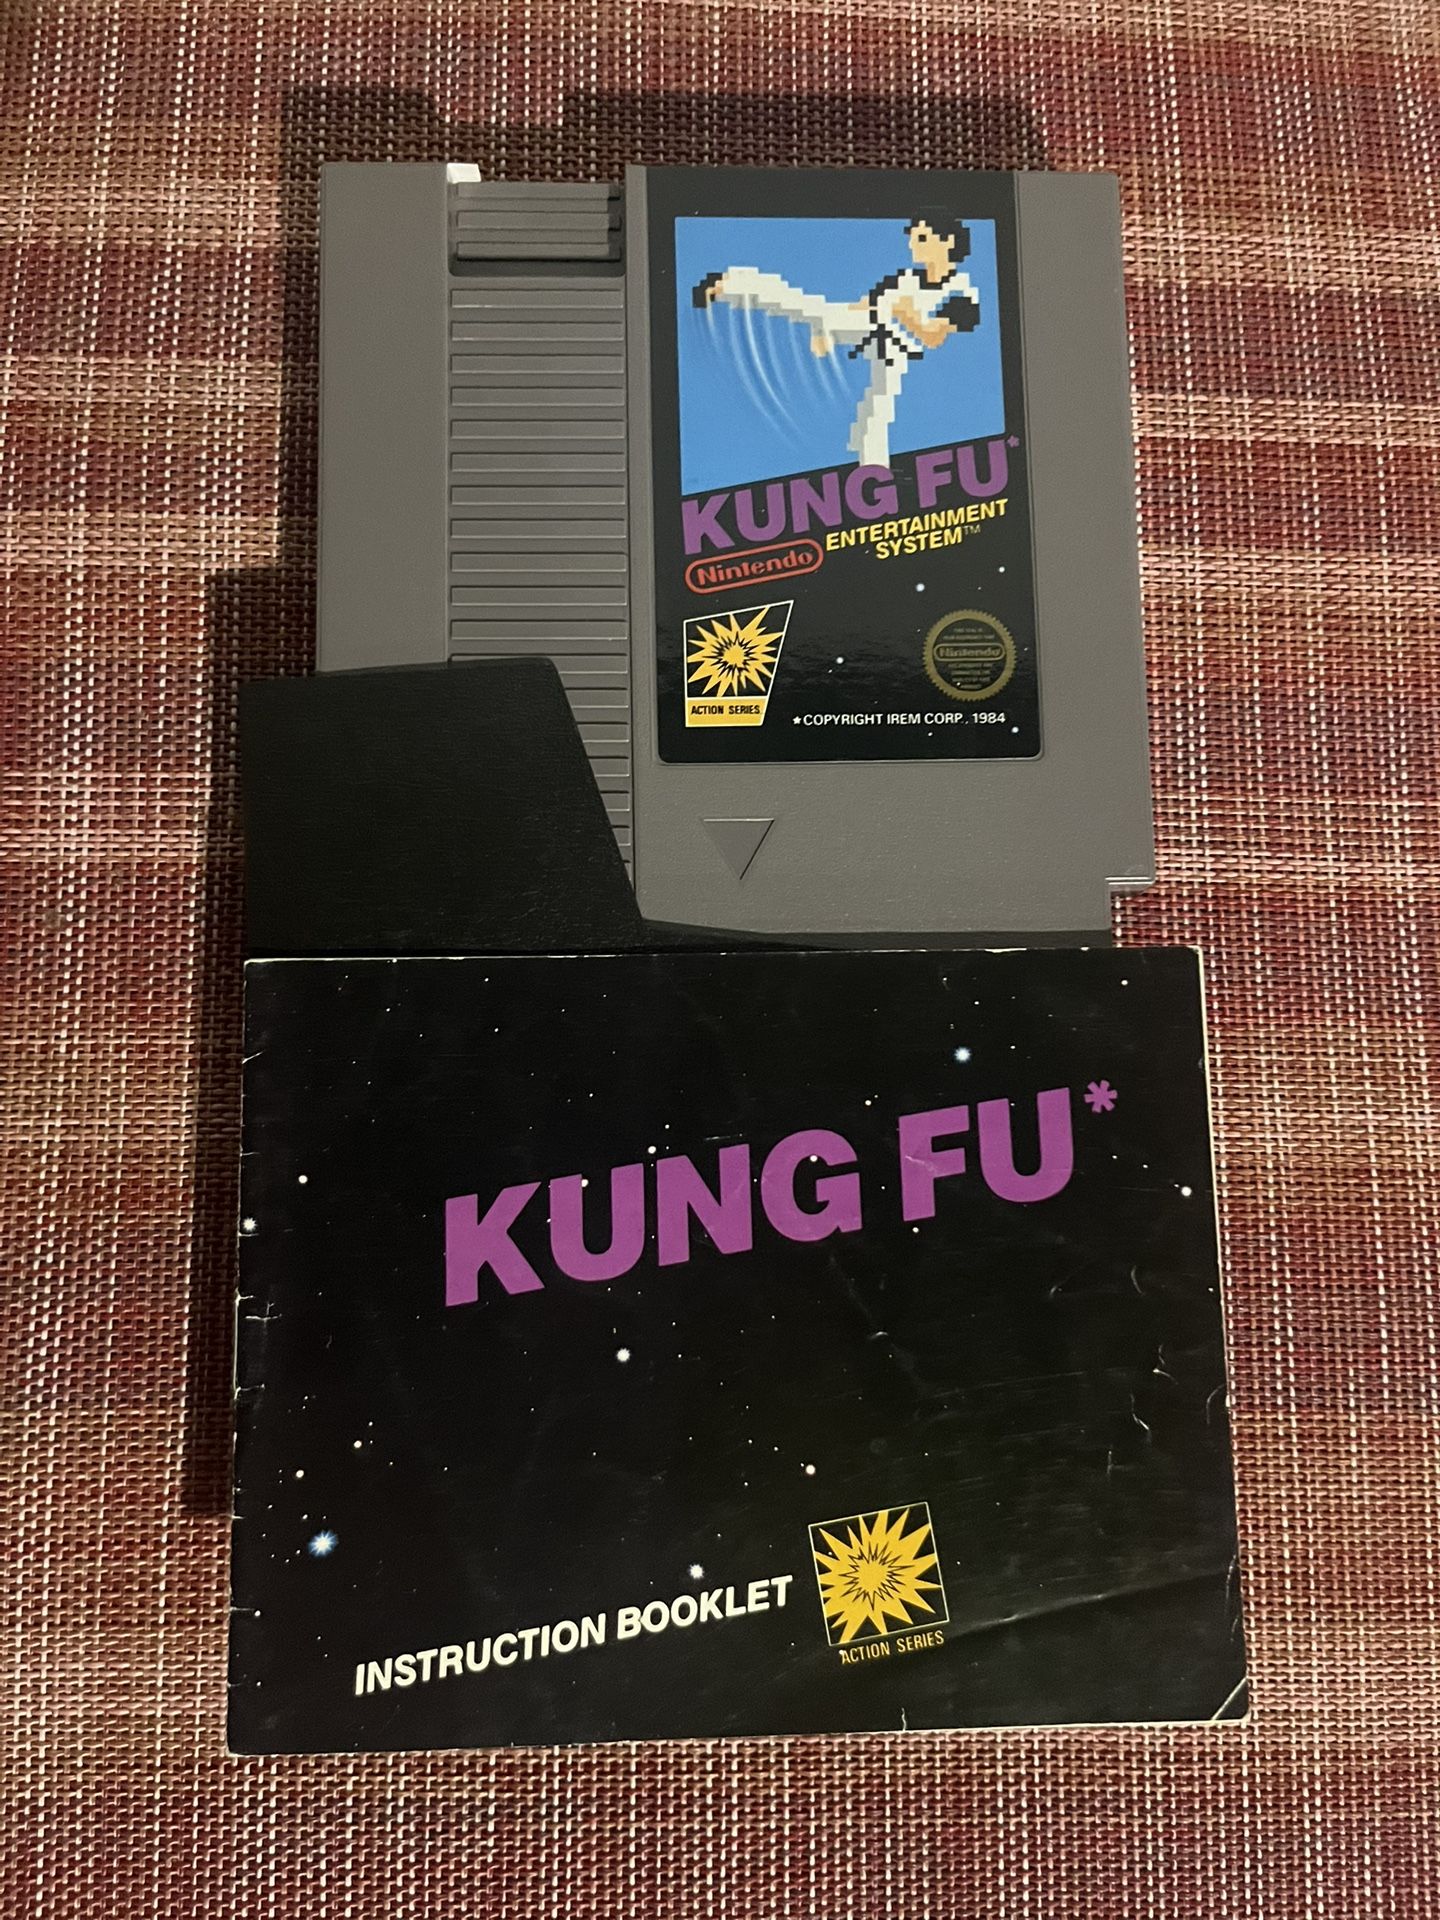 KUNG FU*
ENTERTAINMENT
SYSTEM™
Nintendo®
ACTION SERIES
Nintendo
*COPYRIGHT IREM CORP., 1984
KUNG FU*
INSTRUCTION BOOKLET
ACTION SERIES